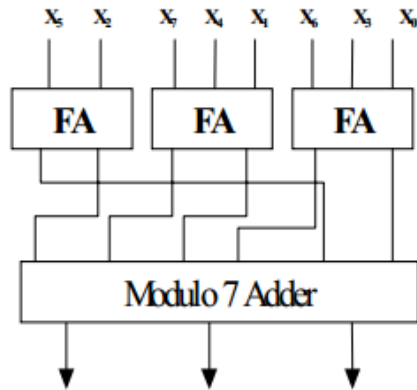 X₅ X₂ X₇ X₄ X₁ X₆ X₃ X₀
FA FA FA
Modulo 7 Adder